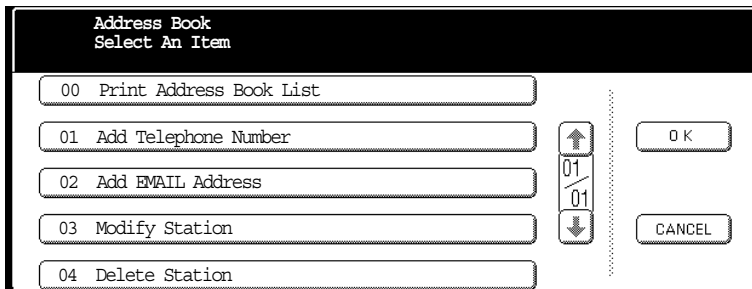 Address Book
Select An Item
00 Print Address Book List
01 Add Telephone Number
OK
02 Add EMAIL Address
01/01
03 Modify Station
CANCEL
04 Delete Station